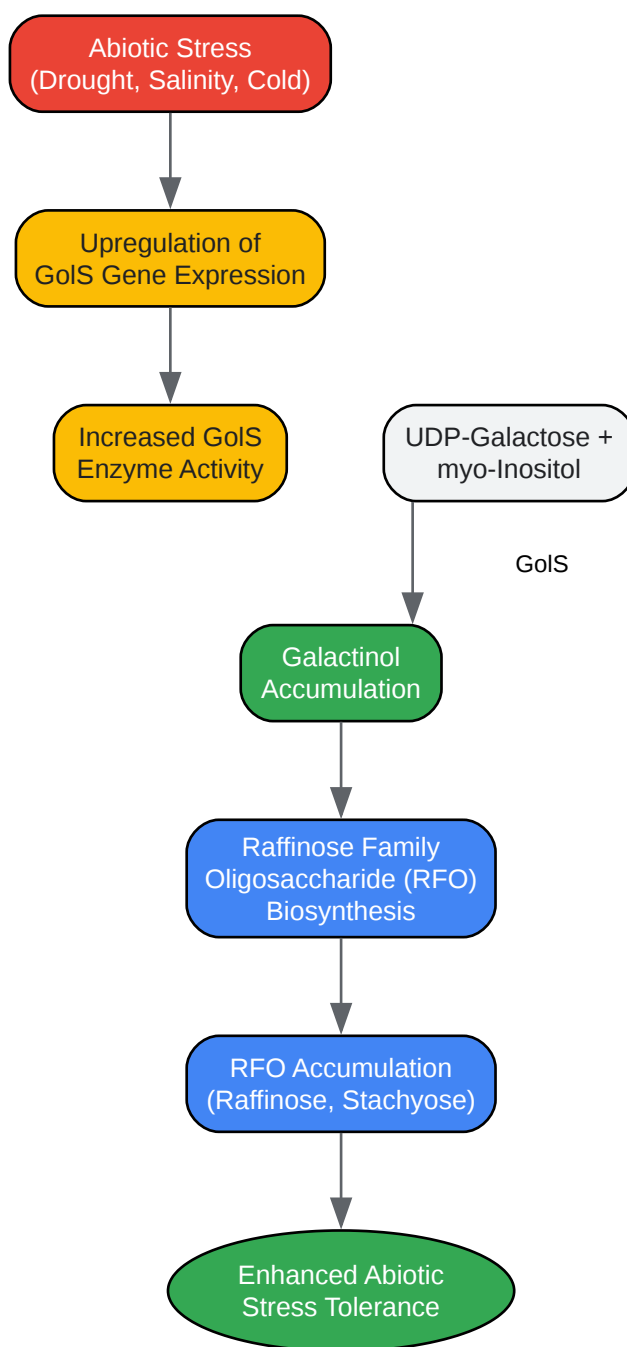 Abiotic Stress
(Drought, Salinity, Cold)
Upregulation of
GolS Gene Expression
Increased GolS
Enzyme Activity
UDP-Galactose +
myo-Inositol
GolS
Galactinol
Accumulation
Raffinose Family
Oligosaccharide (RFO)
Biosynthesis
RFO Accumulation
(Raffinose, Stachyose)
Enhanced Abiotic
Stress Tolerance